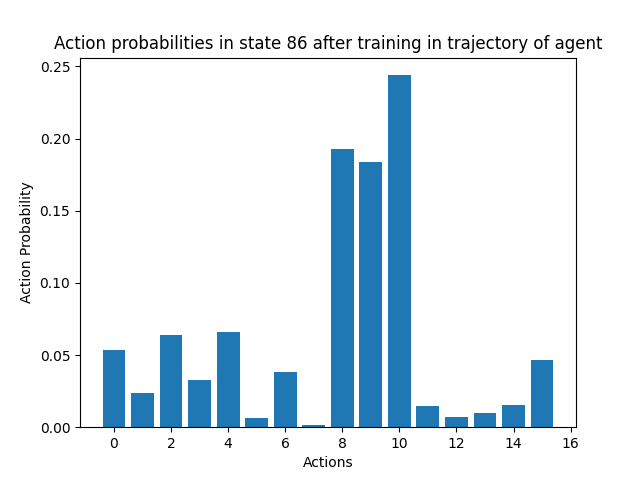 Action probabilities in state 86 after training in trajectory of agent
0.25
0.20
0.15
0.10
0.05
0.00
Action Probability
0 2 4 6 8 10 12 14 16
Actions